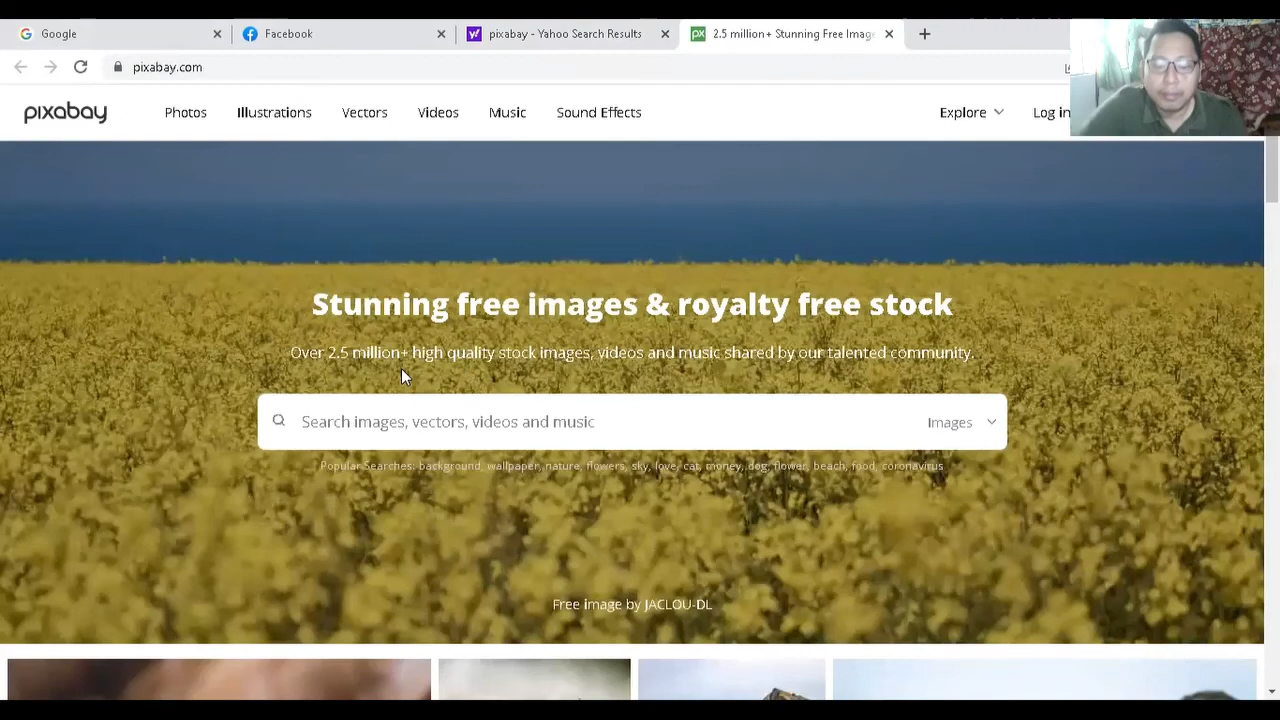 Google
Facebook
pixabay - Yahoo Search Results
px
2.5 million+ Stunning Free Imag
pixabay.com
pixabay
Photos
Illustrations
Vectors
Videos
Music
Sound Effects
Explore
Log in
Stunning free images & royalty free stock
Over 2.5 million+ high quality stock images, videos and music shared by our talented community.
Search images, vectors, videos and music
Images
Popular Searches: background, wallpaper, nature, flowers, sky, love, cat, money, dog, flower, beach, food, coronavirus
Free image by JACLOU-DL